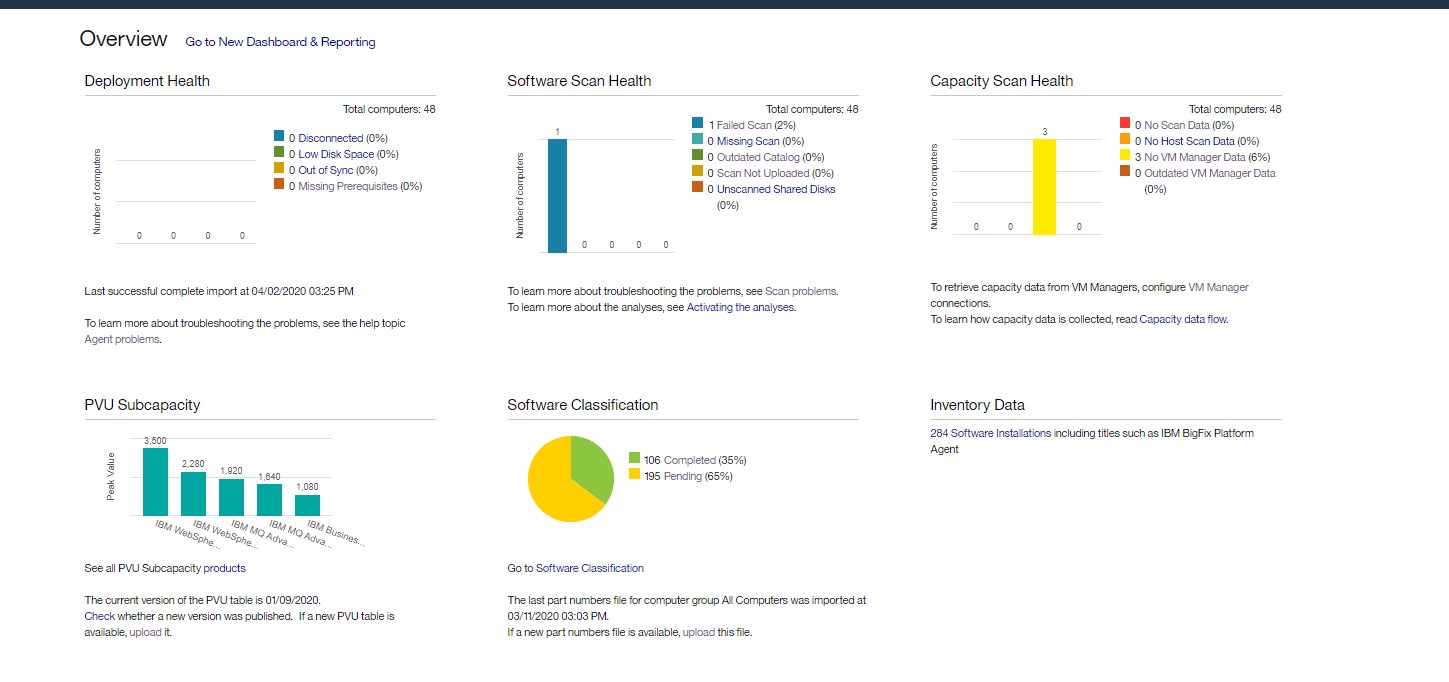 Overview Go to New Dashboard & Reporting
Deployment Health
Total computers: 48
0 Disconnected (0%)
0 Low Disk Space (0%)
0 Out of Sync (0%)
0 Missing Prerequisites (0%)
Number of computers
0 0 0 0
Last successful complete import at 04/02/2020 03:25 PM
To learn more about troubleshooting the problems, see the help topic
Agent problems.
Software Scan Health
Total computers: 48
1 Failed Scan (2%)
0 Missing Scan (0%)
0 Outdated Catalog (0%)
0 Scan Not Uploaded (0%)
0 Unscanned Shared Disks
(0%)
Number of computers
1 0 0 0 0
To learn more about troubleshooting the problems, see Scan problems.
To learn more about the analyses, see Activating the analyses.
Capacity Scan Health
Total computers: 48
0 No Scan Data (0%)
0 No Host Scan Data (0%)
3 No VM Manager Data (6%)
0 Outdated VM Manager Data
(0%)
Number of computers
0 0 3 0
To retrieve capacity data from VM Managers, configure VM Manager
connections.
To learn how capacity data is collected, read Capacity data flow.
PVU Subcapacity
Peak Value
3,600
2,280
1,920
1,640
1,080
IBM WebSphe...
IBM WebSphe...
IBM MQ Adva...
IBM MQ Adva...
IBM Busines...
See all PVU Subcapacity products
The current version of the PVU table is 01/09/2020.
Check whether a new version was published. If a new PVU table is
available, upload it.
Software Classification
106 Completed (35%)
195 Pending (65%)
Go to Software Classification
The last part numbers file for computer group All Computers was imported at
03/11/2020 03:03 PM.
If a new part numbers file is available, upload this file.
Inventory Data
284 Software Installations including titles such as IBM BigFix Platform
Agent